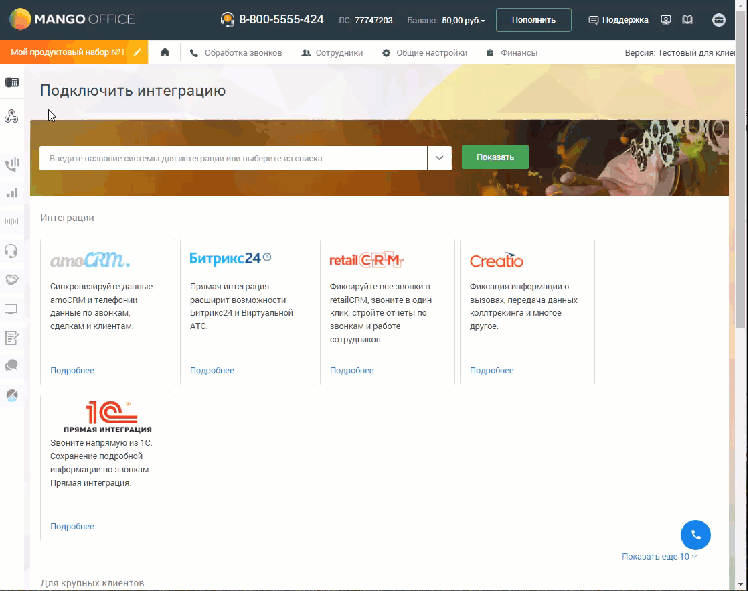 MANGO OFFICE
8-800-5555-424
ЛС: 77747203
Баланс: 60,00 руб.
Пополнить
Поддержка
Мой продуктовый набор №1
Обработка звонков
Сотрудники
Общие настройки
Финансы
Версия: Тестовый для клие
Подключить интеграцию
Введите название системы для интеграции или выберите из списка
Показать
Интеграции
amoCRM.
Синхронизируйте данные
amoCRM и телефонии
данные по звонкам,
сделкам и клиентам.
Подробнее
Битрикс24
Прямая интеграция
расширит возможности
Битрикс24 и Виртуальной
АТС.
Подробнее
retailCRM
Фиксируйте все звонки в
retailCRM, звоните в один
клик, стройте отчеты по
звонкам и работе
сотрудников.
Подробнее
Creatio
Фиксация информации о
вызовах, передача данных
коллтрекинга и многое
другое.
Подробнее
1С
ПРЯМАЯ ИНТЕГРАЦИЯ
Звоните напрямую из 1С.
Сохранение подробной
информации по звонкам.
Прямая интеграция.
Подробнее
Показать еще 10
Для крупных клиентов